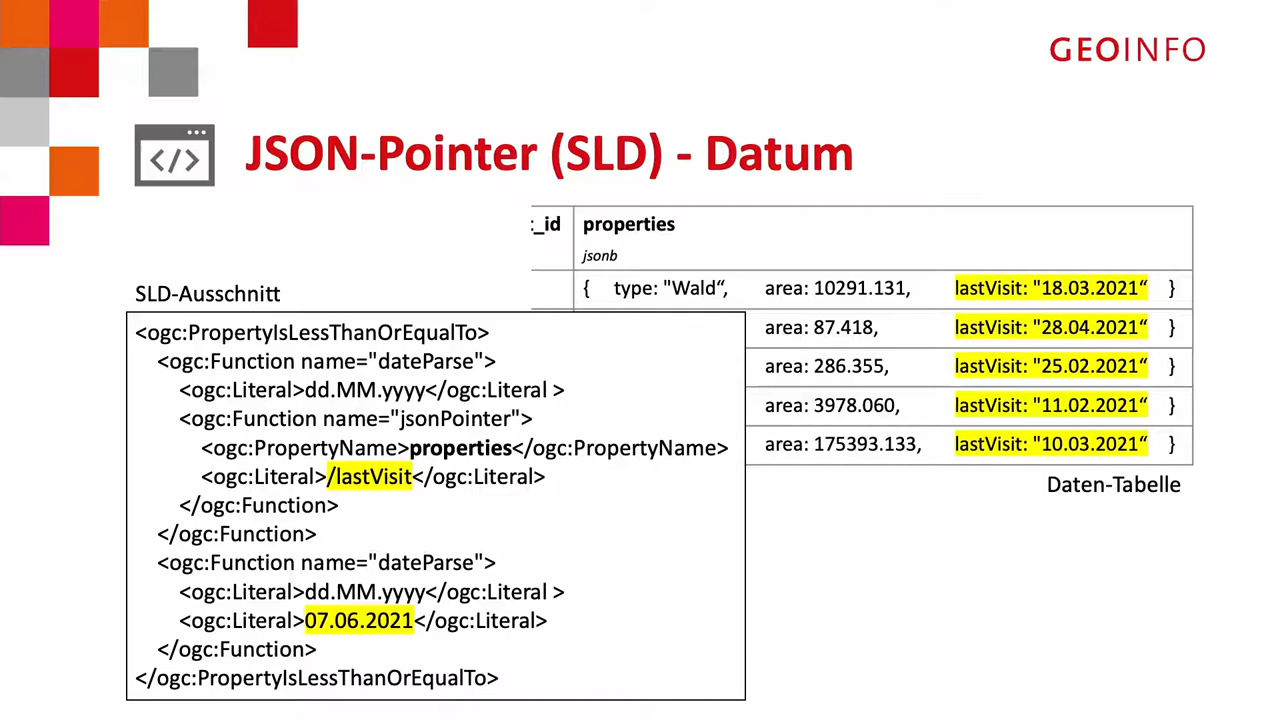 GEOINFO
JSON-Pointer (SLD) - Datum
t_id properties
jsonb
{ type: "Wald“, area: 10291.131, lastVisit: "18.03.2021“ }
area: 87.418, lastVisit: "28.04.2021“ }
area: 286.355, lastVisit: "25.02.2021“ }
area: 3978.060, lastVisit: "11.02.2021“ }
area: 175393.133, lastVisit: "10.03.2021“ }
Daten-Tabelle
SLD-Ausschnitt
<ogc:PropertyIsLessThanOrEqualTo>
<ogc:Function name="dateParse">
<ogc:Literal>dd.MM.yyyy</ogc:Literal >
<ogc:Function name="jsonPointer">
<ogc:PropertyName>properties</ogc:PropertyName>
<ogc:Literal>/lastVisit</ogc:Literal>
</ogc:Function>
</ogc:Function>
<ogc:Function name="dateParse">
<ogc:Literal>dd.MM.yyyy</ogc:Literal >
<ogc:Literal>07.06.2021</ogc:Literal>
</ogc:Function>
</ogc:PropertyIsLessThanOrEqualTo>